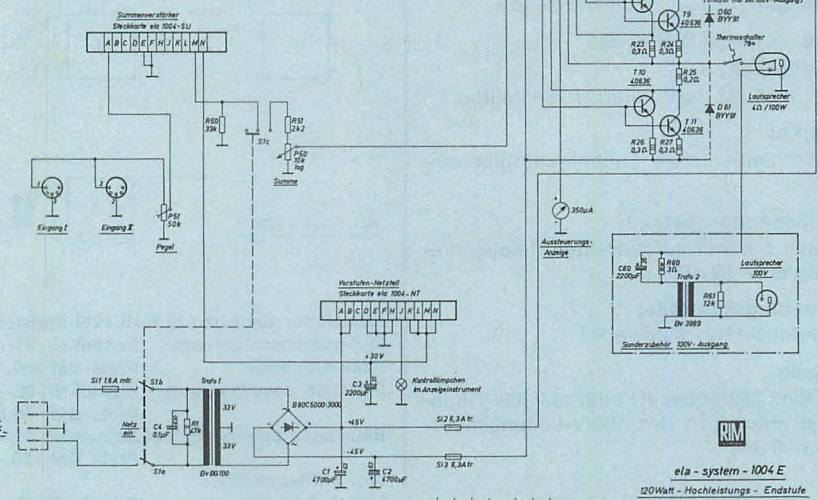 Summenverstärker
Steckkarte ela 1004-SU
A B C D E F H J K L M N
R50
33k
S1c
R51
2k2
P50
10k
log
Summe
Eingang I
Eingang II
P51
50k
Pegel
T9
40636
D60
BYY91
R23
0,3Ω
R24
0,3Ω
Thermoschalter
T10
40636
R25
0,2Ω
Lautsprecher
4Ω/100W
D61
BYY91
T11
40636
R26
0,3Ω
R27
0,3Ω
350µA
Aussteuerungs-
Anzeige
C60
2200µF
R60
3Ω
Trafo 2
Lautsprecher
100V
R61
12k
Bv 3989
Sonderzubehör 100V-Ausgang
Vorstufen-Netzteil
Steckkarte ela 1004-NT
A B C D E F H J K L M N
+30V
C3
2200µF
Kontrollämpchen
im Anzeigeinstrument
Si1 1,6A mtr.
S1b
Trafo 1
B80C5000-3000
33V
33V
Netz
ein
C4
0,1µF
R1
47k
S1a
Bv BG100
Si2 6,3A tr.
Si3 6,3A tr
C1
4700µF
C2
4700µF
RIM
ela - system - 1004 E
120Watt - Hochleistungs - Endstufe